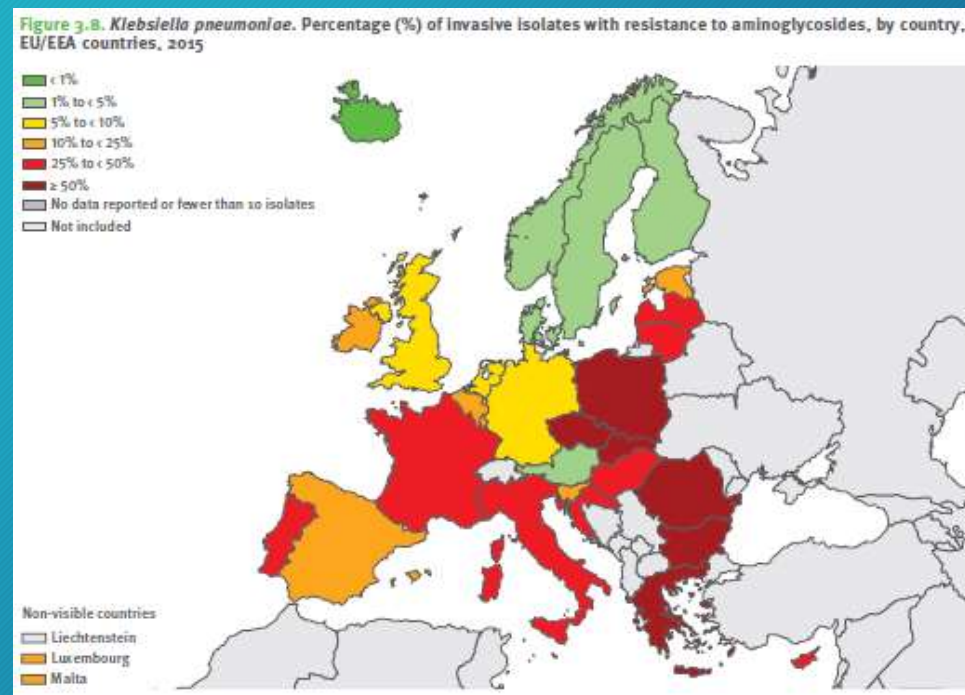 Figure 3.8. Klebsiella pneumoniae. Percentage (%) of invasive isolates with resistance to aminoglycosides, by country,
EU/EEA countries, 2015
< 1%
1% to < 5%
5% to < 10%
10% to < 25%
25% to < 50%
≥ 50%
No data reported or fewer than 10 isolates
Not included
Non-visible countries
Liechtenstein
Luxembourg
Malta